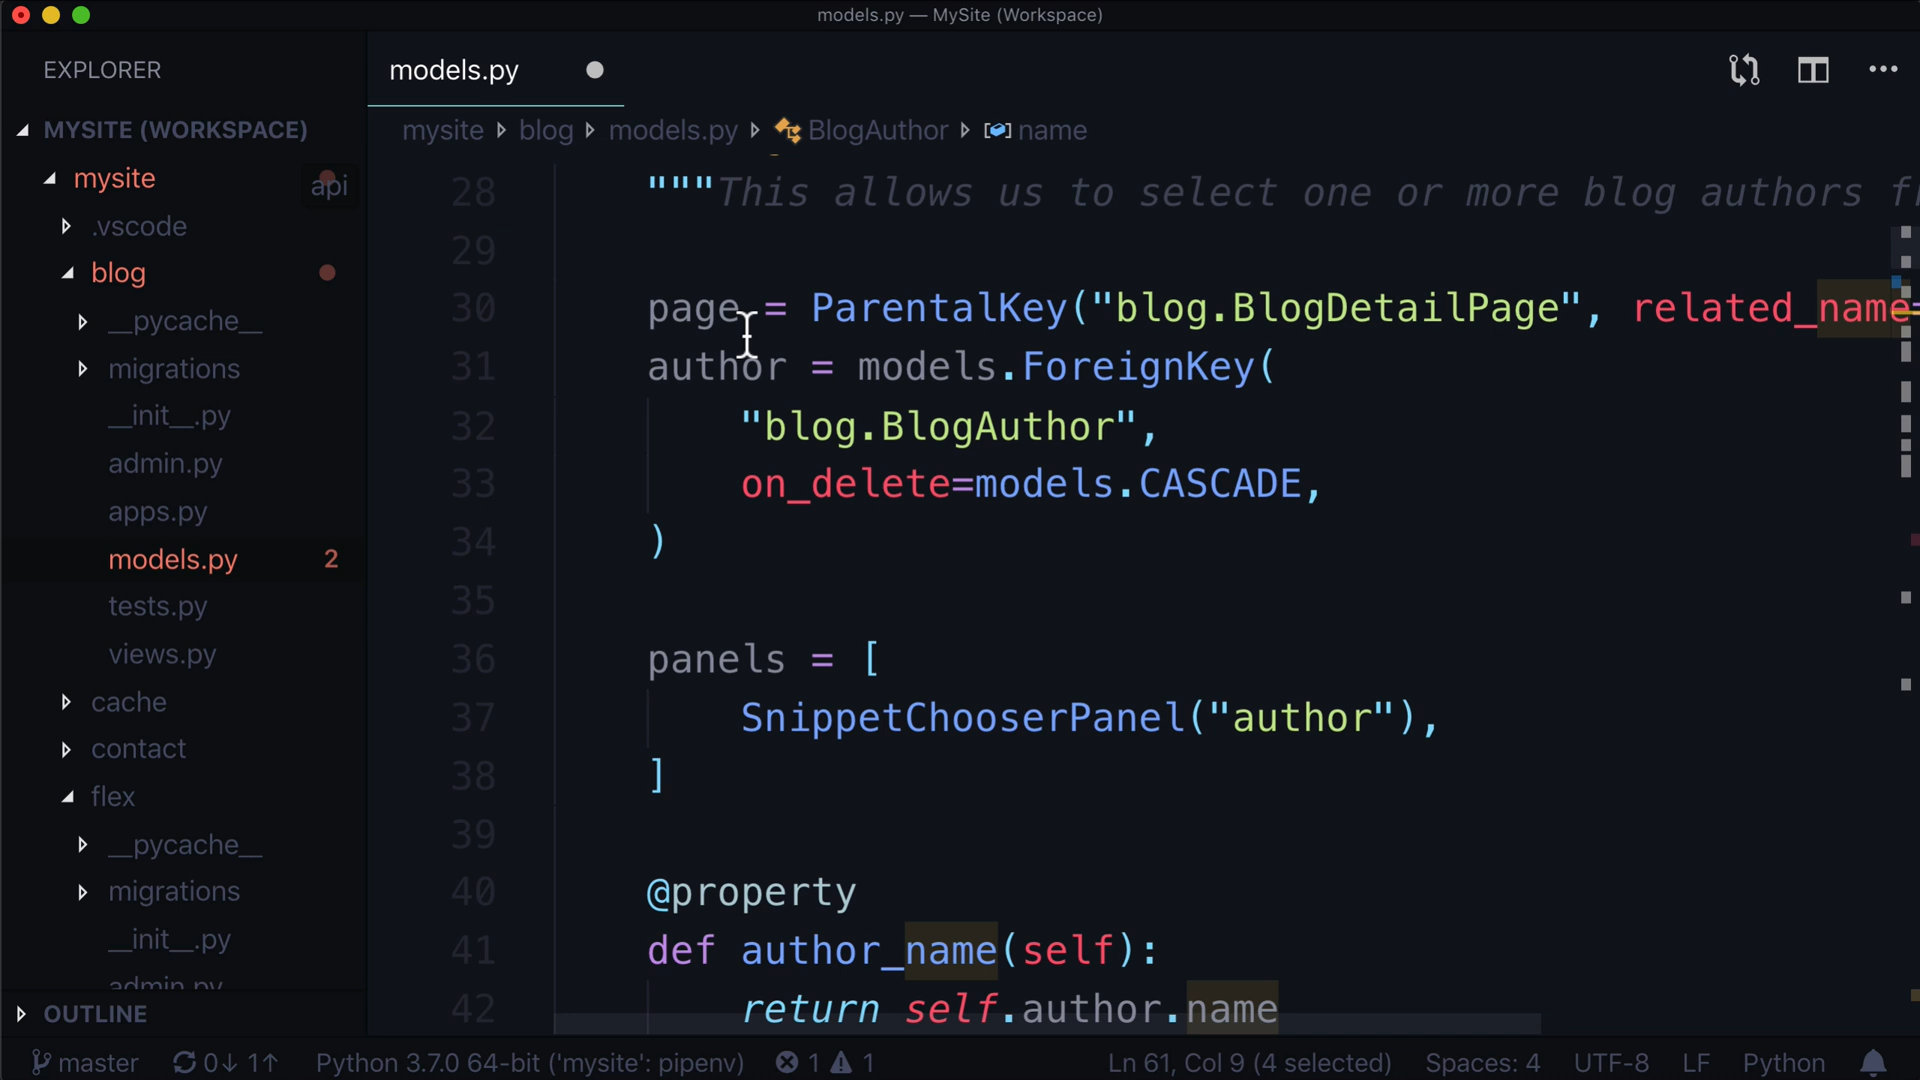 models.py — MySite (Workspace)
EXPLORER
MYSITE (WORKSPACE)
mysite
api
.vscode
blog
__pycache__
migrations
__init__.py
admin.py
apps.py
models.py 2
tests.py
views.py
cache
contact
flex
__pycache__
migrations
__init__.py
admin.py
OUTLINE
models.py
mysite blog models.py BlogAuthor name
28 """This allows us to select one or more blog authors
29
30 page = ParentalKey("blog.BlogDetailPage", related_name=
31 author = models.ForeignKey(
32 "blog.BlogAuthor",
33 on_delete=models.CASCADE,
34 )
35
36 panels = [
37 SnippetChooserPanel("author"),
38 ]
39
40 @property
41 def author_name(self):
42 return self.author.name
master 0↓ 1↑ Python 3.7.0 64-bit ('mysite': pipenv) 1 1 Ln 61, Col 9 (4 selected) Spaces: 4 UTF-8 LF Python